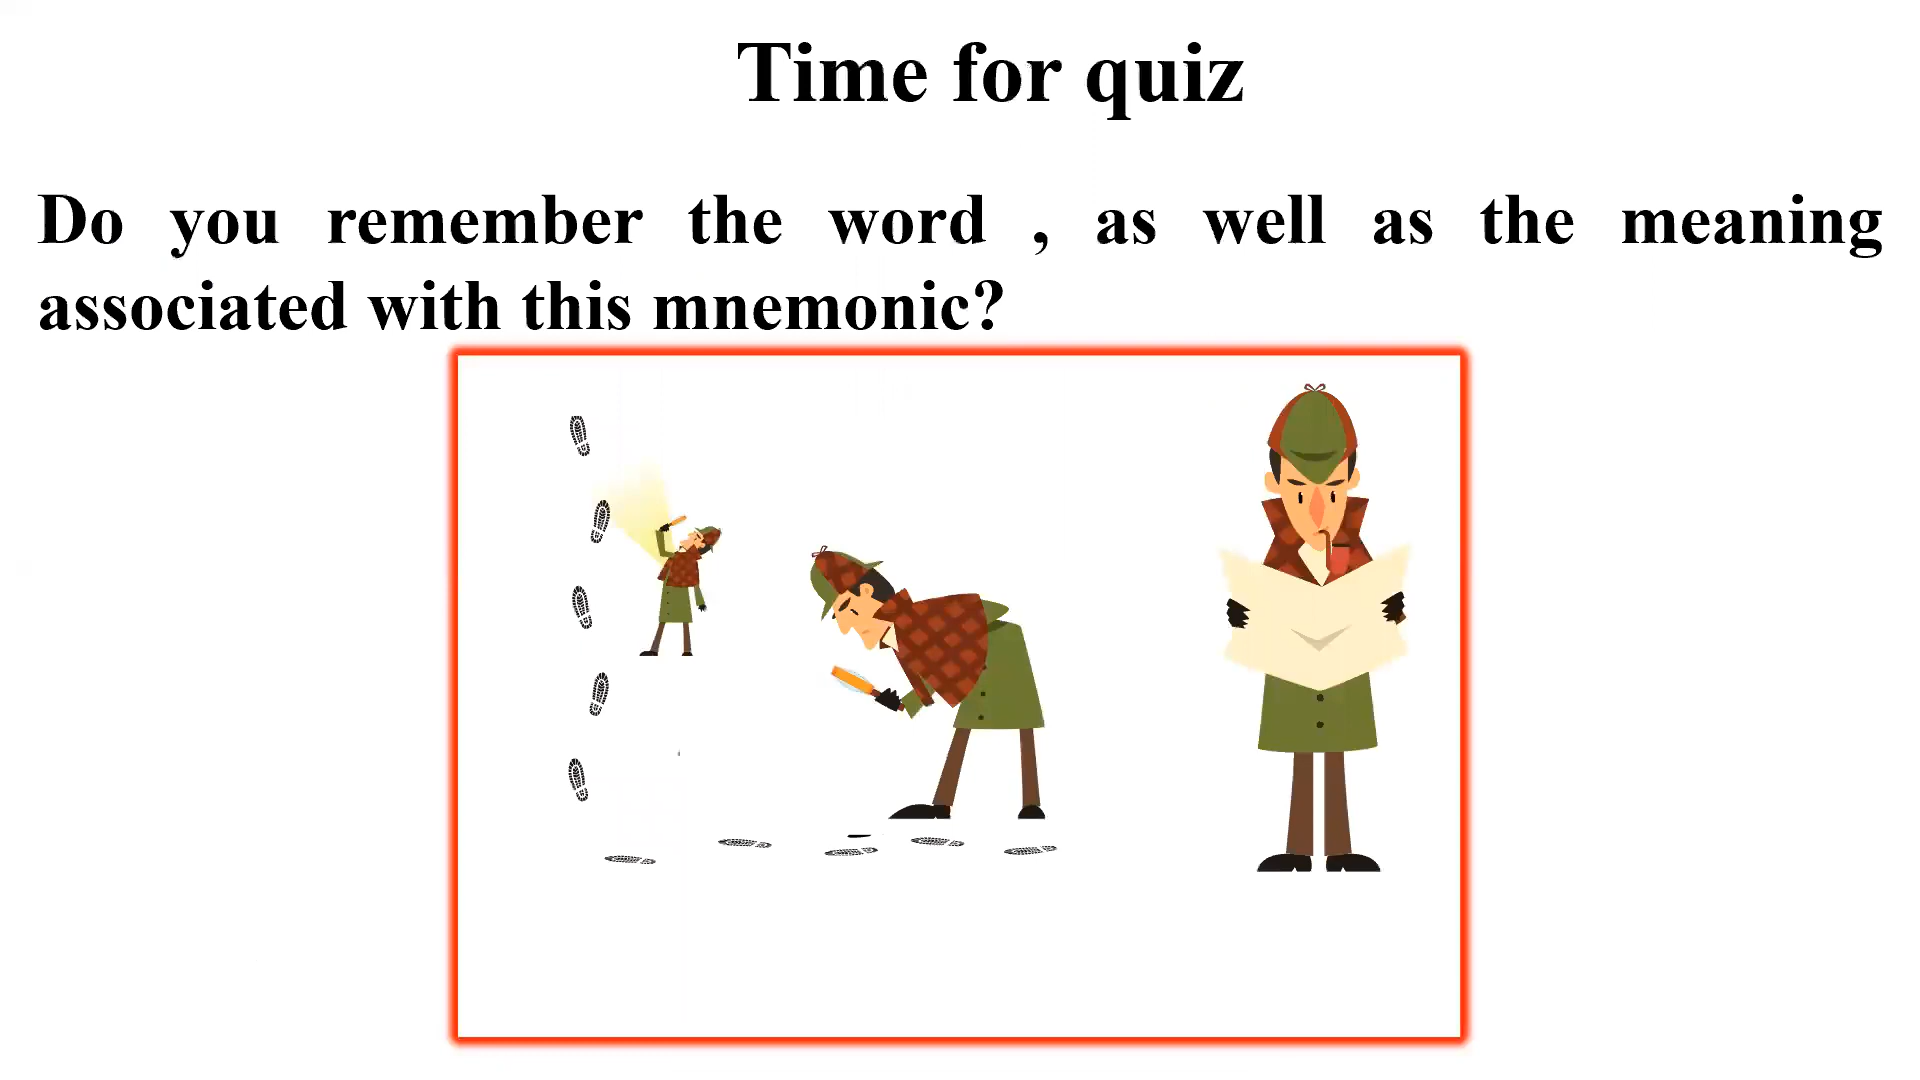 Time for quiz
Do you remember the word , as well as the meaning
associated with this mnemonic?